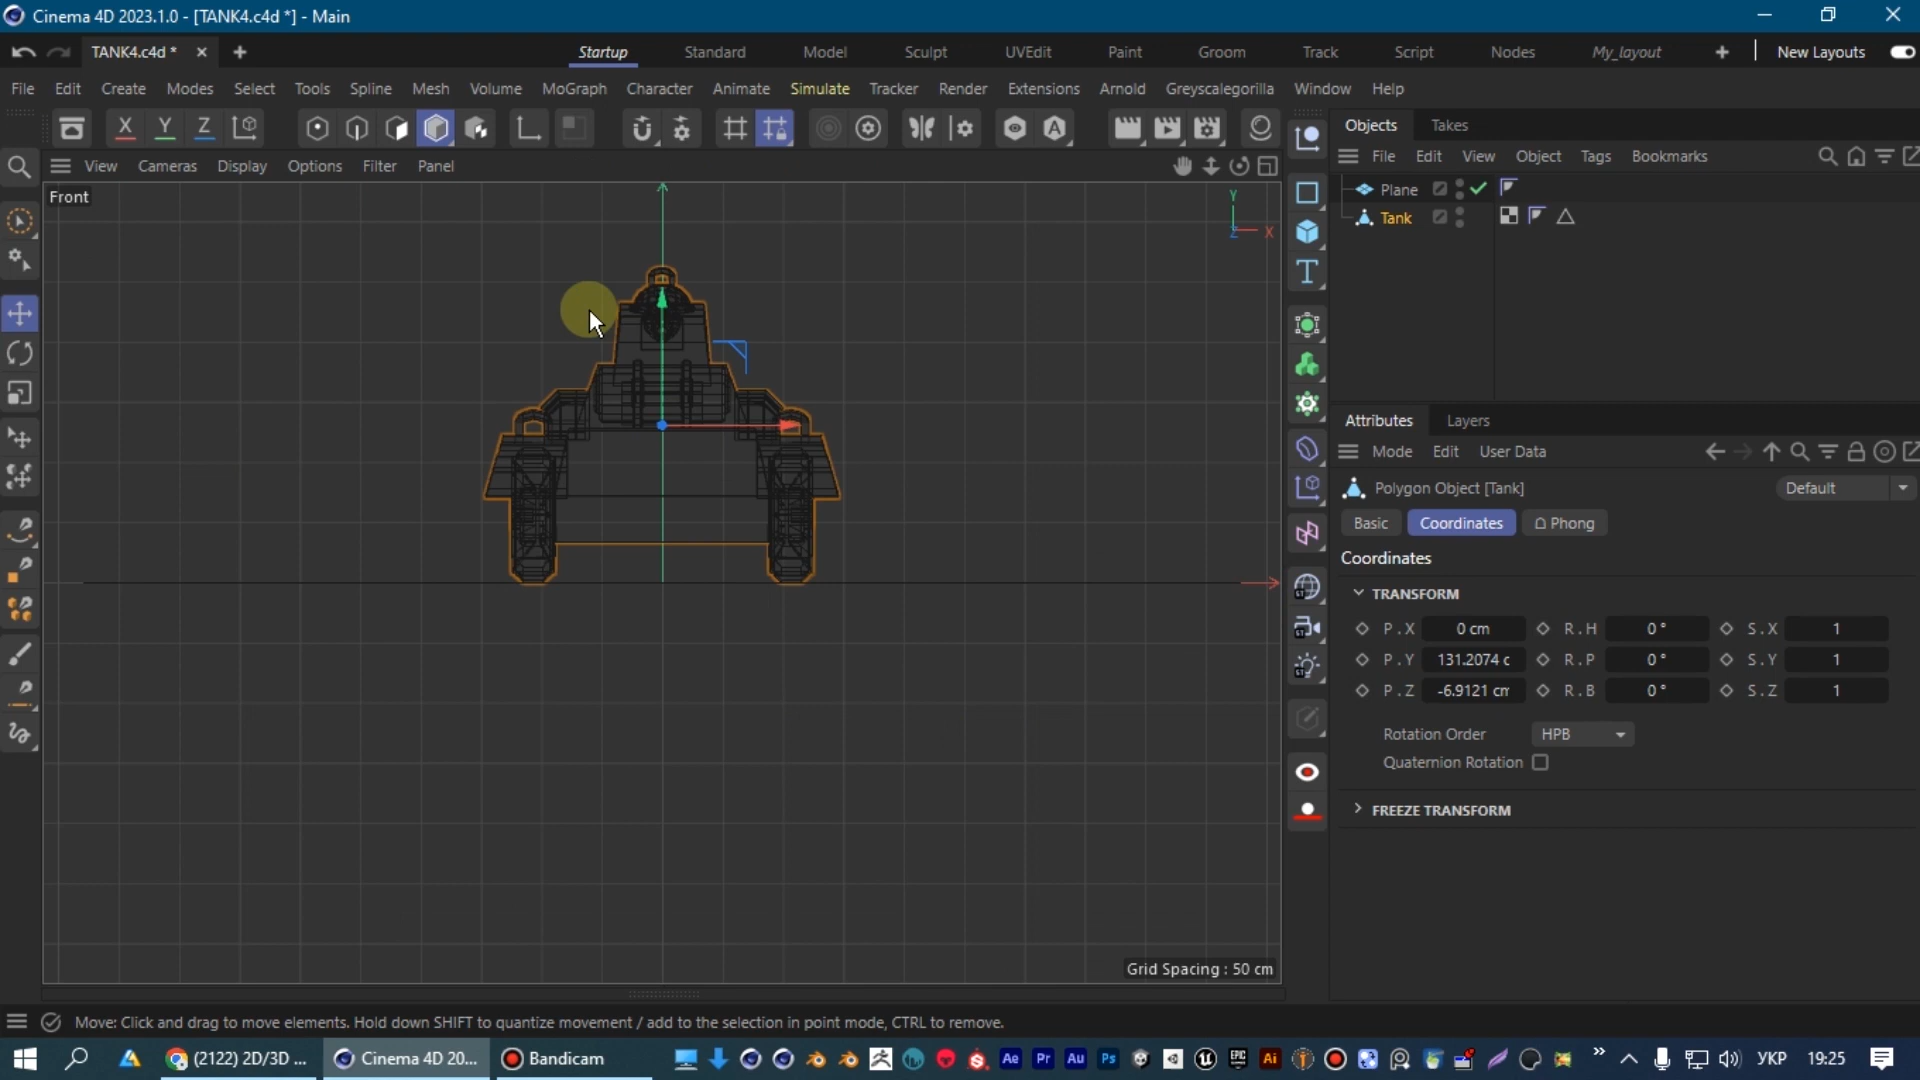 Cinema 4D 2023.1.0 - [TANK4.c4d *] - Main
TANK4.c4d *
Startup
Standard
Model
Sculpt
UVEdit
Paint
Groom
Track
Script
Nodes
My_layout
New Layouts
File
Edit
Create
Modes
Select
Tools
Spline
Mesh
Volume
MoGraph
Character
Animate
Simulate
Tracker
Render
Extensions
Arnold
Greyscalegorilla
Window
Help
X
Y
Z
View
Cameras
Display
Options
Filter
Panel
Front
Y
X
Z
Grid Spacing : 50 cm
Objects
Takes
File
Edit
View
Object
Tags
Bookmarks
Plane
Tank
Attributes
Layers
Mode
Edit
User Data
Polygon Object [Tank]
Default
Basic
Coordinates
Phong
Coordinates
TRANSFORM
P . X 0 cm R . H 0 ° S . X 1
P . Y 131.2074 c R . P 0 ° S . Y 1
P . Z -6.9121 cm R . B 0 ° S . Z 1
Rotation Order HPB
Quaternion Rotation
FREEZE TRANSFORM
Move: Click and drag to move elements. Hold down SHIFT to quantize movement / add to the selection in point mode, CTRL to remove.
(2122) 2D/3D ...
Cinema 4D 20...
Bandicam
Ae
Pr
Au
Ps
Ai
УКР
19:25